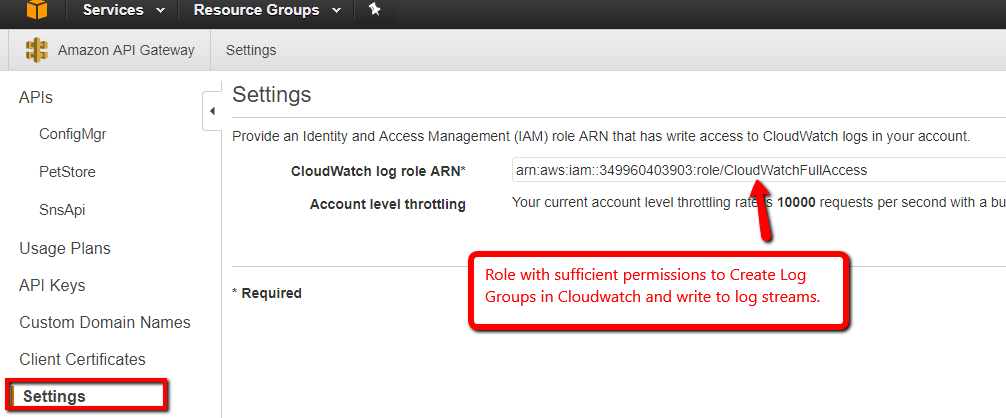 Services Resource Groups
Amazon API Gateway Settings
APIs
ConfigMgr
PetStore
SnsApi
Usage Plans
API Keys
Custom Domain Names
Client Certificates
Settings
Settings
Provide an Identity and Access Management (IAM) role ARN that has write access to CloudWatch logs in your account.
CloudWatch log role ARN* arn:aws:iam::349960403903:role/CloudWatchFullAccess
Account level throttling Your current account level throttling rate is 10000 requests per second with a bu
Role with sufficient permissions to Create Log
Groups in Cloudwatch and write to log streams.
* Required